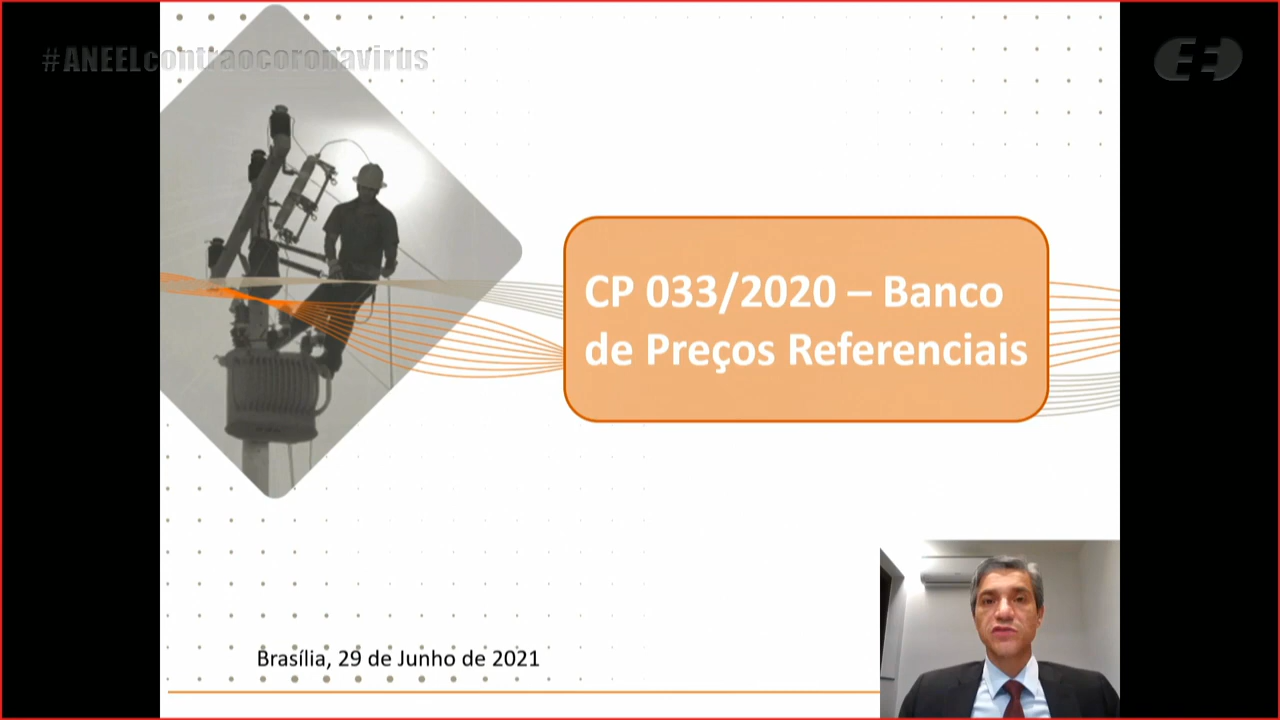 #ANEELcontraocoronavirus
CP 033/2020 – Banco
de Preços Referenciais
Brasília, 29 de Junho de 2021